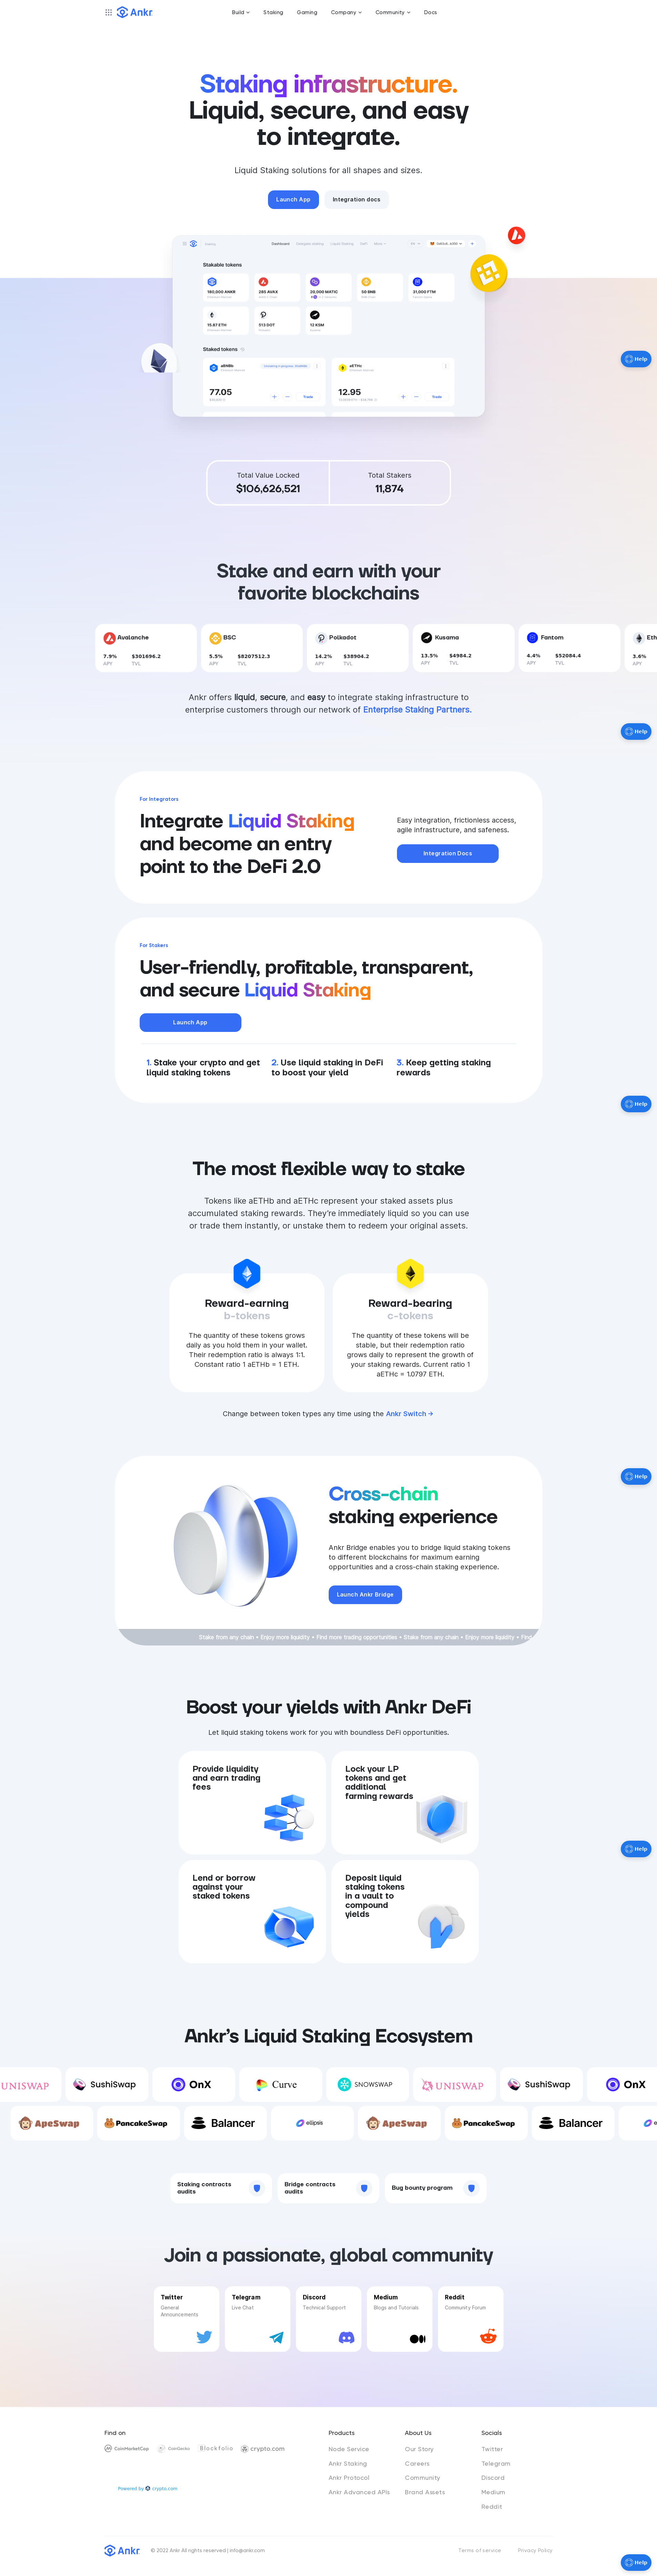 Ankr
Build
Staking
Gaming
Company
Community
Docs
Staking infrastructure.
Liquid, secure, and easy
to integrate.
Liquid Staking solutions for all shapes and sizes.
Launch App
Integration docs
Dashboard
Stakable tokens
160,000 ANKR
285 AVAX
20,000 MATIC
30 BNB
31,000 FTM
15.87 ETH
513 DOT
12 KSM
Staked tokens
aBNBb
aETHc
77.05
12.95
Trade
Trade
Help
Total Value Locked
$106,626,521
Total Stakers
11,874
Stake and earn with your
favorite blockchains
Avalanche
7.9%
$301696.2
APY
TVL
BSC
5.5%
$8207512.3
APY
TVL
Polkadot
14.2%
$38904.2
APY
TVL
Kusama
13.5%
$4984.2
APY
TVL
Fantom
4.4%
$52084.4
APY
TVL
Eth
3.6%
APY
Ankr offers liquid, secure, and easy to integrate staking infrastructure to
enterprise customers through our network of Enterprise Staking Partners.
Help
For Integrators
Integrate Liquid Staking
and become an entry
point to the DeFi 2.0
Easy integration, frictionless access,
agile infrastructure, and safeness.
Integration Docs
For Stakers
User-friendly, profitable, transparent,
and secure Liquid Staking
Launch App
1. Stake your crypto and get
liquid staking tokens
2. Use liquid staking in DeFi
to boost your yield
3. Keep getting staking
rewards
Help
The most flexible way to stake
Tokens like aETHb and aETHc represent your staked assets plus
accumulated staking rewards. They're immediately liquid so you can use
or trade them instantly, or unstake them to redeem your original assets.
Reward-earning
b-tokens
The quantity of these tokens grows
daily as you hold them in your wallet.
Their redemption ratio is always 1:1.
Constant ratio 1 aETHb = 1 ETH.
Reward-bearing
c-tokens
The quantity of these tokens will be
stable, but their redemption ratio
grows daily to represent the growth of
your staking rewards. Current ratio 1
aETHc = 1.0797 ETH.
Change between token types any time using the Ankr Switch →
Help
Cross-chain
staking experience
Ankr Bridge enables you to bridge liquid staking tokens
to different blockchains for maximum earning
opportunities and a cross-chain staking experience.
Launch Ankr Bridge
Stake from any chain • Enjoy more liquidity • Find more trading opportunities • Stake from any chain • Enjoy more liquidity • Find
Boost your yields with Ankr DeFi
Let liquid staking tokens work for you with boundless DeFi opportunities.
Provide liquidity
and earn trading
fees
Lock your LP
tokens and get
additional
farming rewards
Help
Lend or borrow
against your
staked tokens
Deposit liquid
staking tokens
in a vault to
compound
yields
Ankr's Liquid Staking Ecosystem
UNISWAP
SushiSwap
OnX
Curve
SNOWSWAP
UNISWAP
SushiSwap
OnX
ApeSwap
PancakeSwap
Balancer
ellipsis
ApeSwap
PancakeSwap
Balancer
Staking contracts
audits
Bridge contracts
audits
Bug bounty program
Join a passionate, global community
Twitter
General
Announcements
Telegram
Live Chat
Discord
Technical Support
Medium
Blogs and Tutorials
Reddit
Community Forum
Find on
CoinMarketCap
CoinGecko
Blockfolio
crypto.com
Powered by crypto.com
Products
Node Service
Ankr Staking
Ankr Protocol
Ankr Advanced APIs
About Us
Our Story
Careers
Community
Brand Assets
Socials
Twitter
Telegram
Discord
Medium
Reddit
Ankr
© 2022 Ankr All rights reserved | info@ankr.com
Terms of service
Privacy Policy
Help